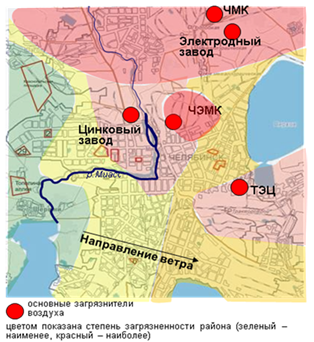 ЧМК
Электродный
завод
ЧЭМК
Цинковый
завод
ЧЕЛЯБИНСК
р. Миасс
ТЭЦ
Направление ветра
основные загрязнители
воздуха
цветом показана степень загрязненности района (зеленый –
наименее, красный – наиболее)